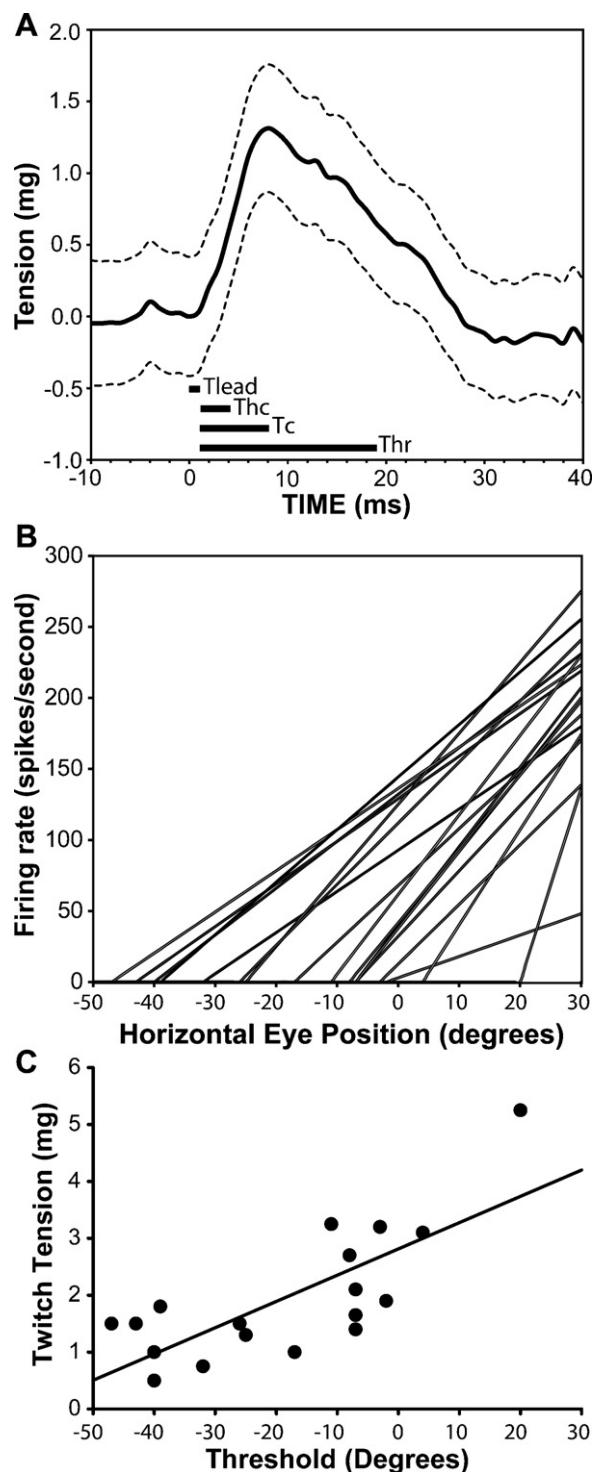 A
2.0
1.5
1.0
0.5
0.0
-0.5
-1.0
Tension (mg)
Tlead
Thc
Tc
Thr
-10 0 10 20 30 40
TIME (ms)
B
300
250
200
150
100
50
0
Firing rate (spikes/second)
-50 -40 -30 -20 -10 0 10 20 30
Horizontal Eye Position (degrees)
C
6
5
4
3
2
1
0
Twitch Tension (mg)
-50 -40 -30 -20 -10 0 10 20 30
Threshold (Degrees)